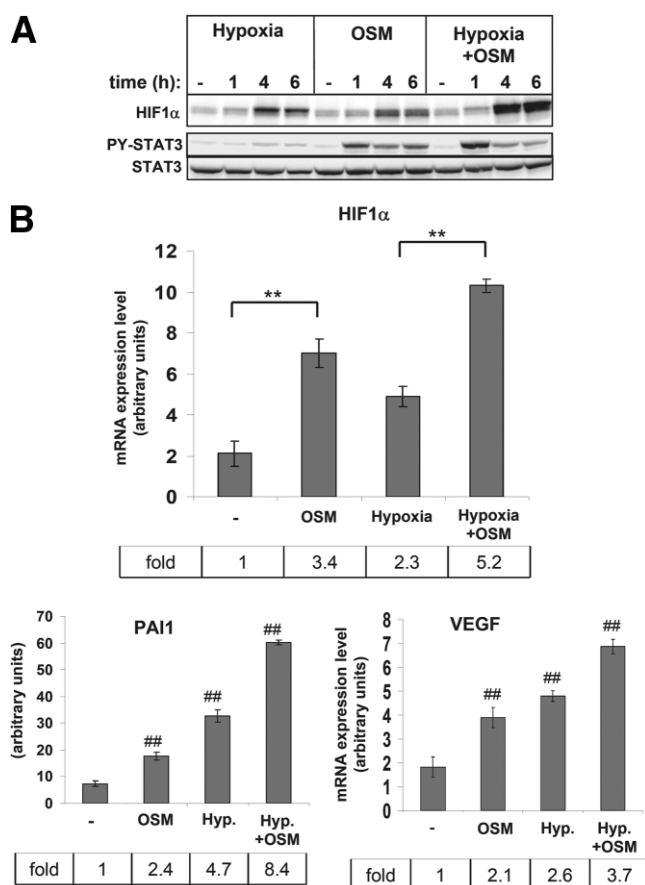 A
Hypoxia OSM Hypoxia +OSM
time (h): - 1 4 6 - 1 4 6 - 1 4 6
HIF1α
PY-STAT3
STAT3
B
HIF1α
mRNA expression level (arbitrary units)
12
10
8
6
4
2
0
** **
- OSM Hypoxia Hypoxia +OSM
fold 1 3.4 2.3 5.2
PAI1
(arbitrary units)
70
60
50
40
30
20
10
0
## ## ##
- OSM Hyp. Hyp. +OSM
fold 1 2.4 4.7 8.4
VEGF
mRNA expression level (arbitrary units)
8
7
6
5
4
3
2
1
0
## ## ##
- OSM Hyp. Hyp. +OSM
fold 1 2.1 2.6 3.7